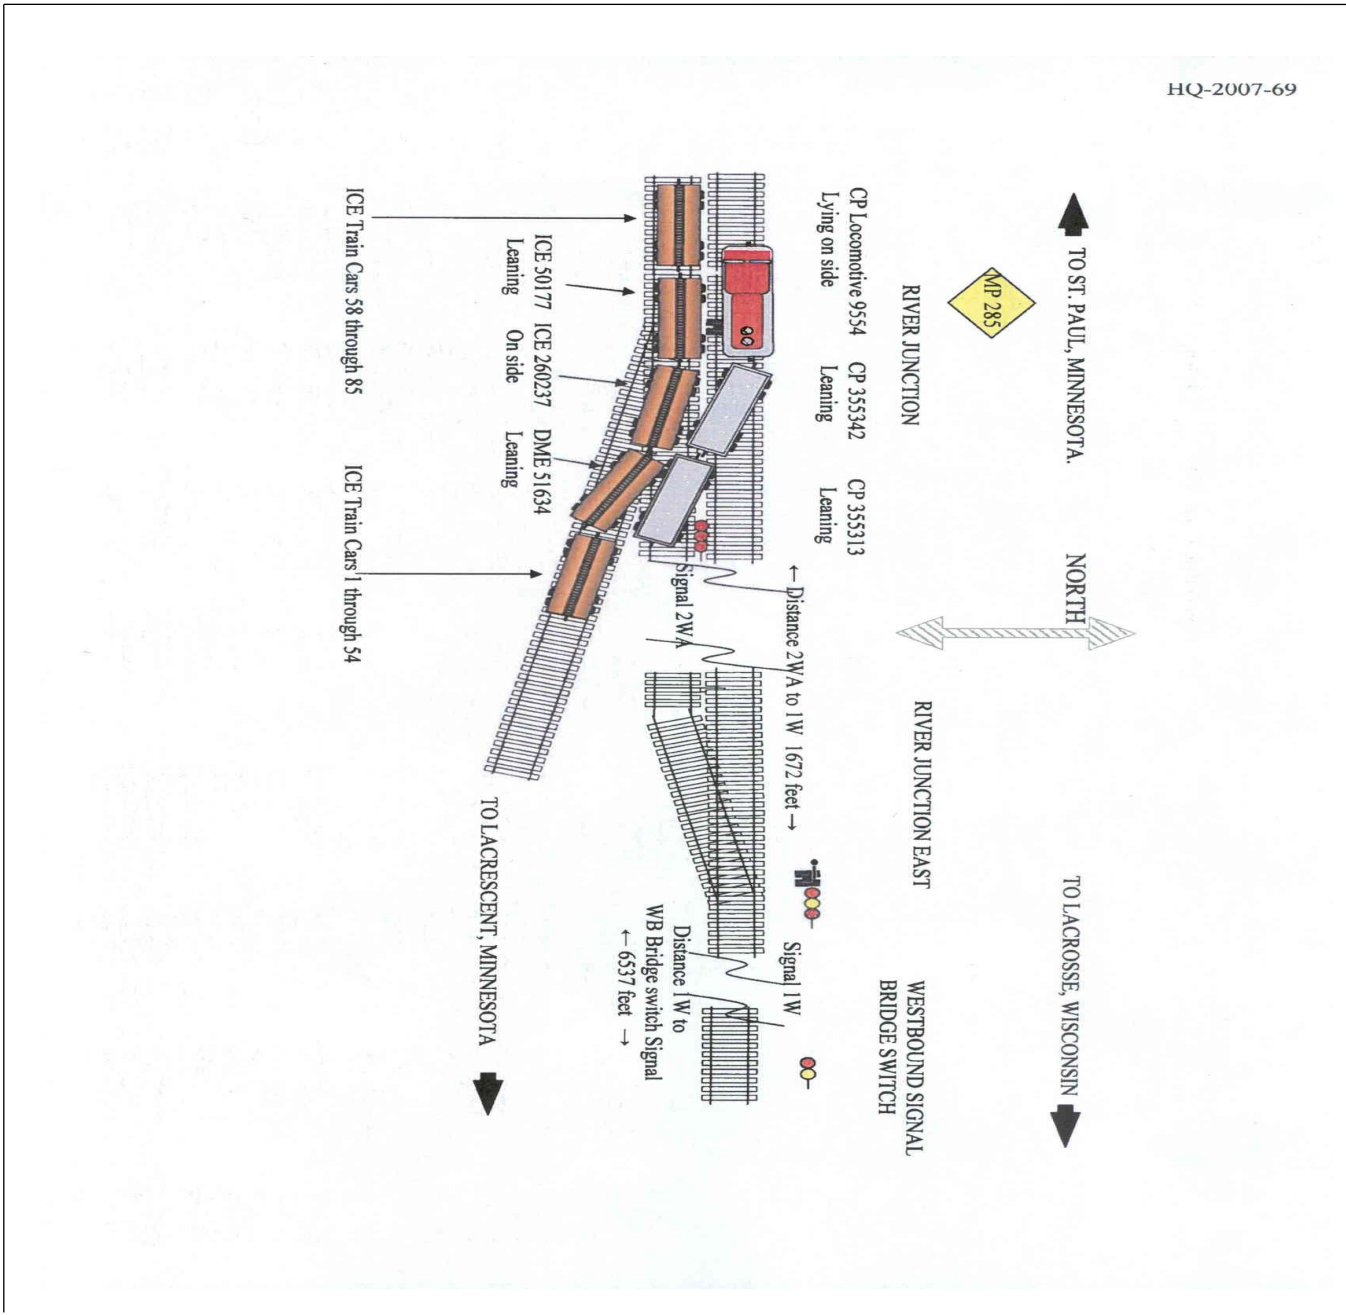 HQ-2007-69
TO ST. PAUL, MINNESOTA.
NORTH
TO LACROSSE, WISCONSIN
MP 285
RIVER JUNCTION
RIVER JUNCTION EAST
WESTBOUND SIGNAL
BRIDGE SWITCH
CP Locomotive 9554
Lying on side
CP 355342
Leaning
CP 355313
Leaning
← Distance 2WA to 1W 1672 feet →
Signal 1W
Signal 2WA
Distance 1W to
WB Bridge switch Signal
← 6537 feet →
ICE 50177
Leaning
ICE 260237
On side
DME 51634
Leaning
TO LACRESCENT, MINNESOTA
ICE Train Cars 58 through 85
ICE Train Cars 1 through 54